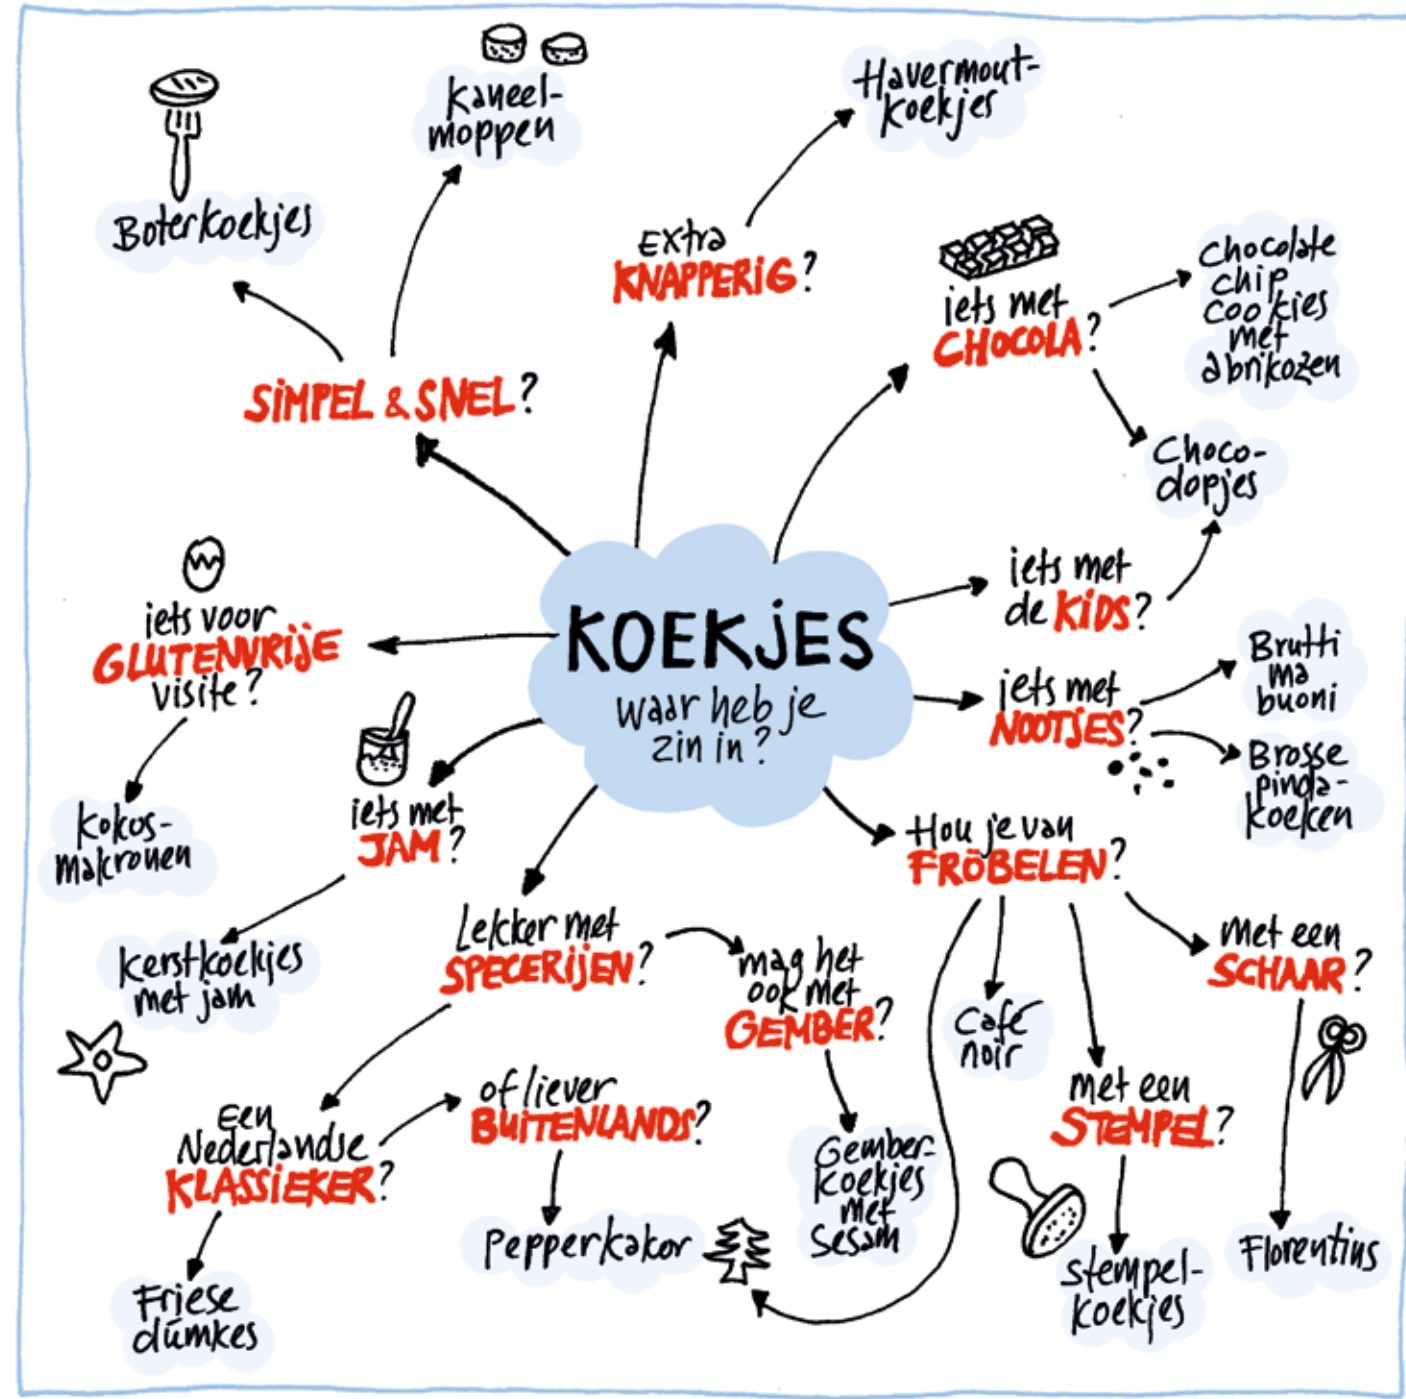 Kaneel-
moppen
Havermout-
koekjes
Boterkoekjes
Extra
KNAPPERIG?
iets met
CHOCOLA?
Chocolate
chip
cookies
met
abrikozen
SIMPEL & SNEL?
Choco-
dopjes
iets voor
GLUTENVRIJE
visite?
KOEKJES
waar heb je
zin in?
iets met
de KIDS?
iets met
NOOTJES?
Brutti
ma
buoni
Brosse
pinda-
koeken
Kokos-
makronen
iets met
JAM?
Hou je van
FRÖBELEN?
Kerstkoekjes
met jam
Lekker met
SPECERIJEN?
mag het
ook met
GEMBER?
Café
noir
met een
SCHAAR?
Een
Nederlandse
KLASSIEKER?
of liever
BUITENLANDS?
met een
STEMPEL?
Gember-
koekjes
met
Sesam
Pepperkakor
Friese
dúmkes
stempel-
koekjes
Florentins